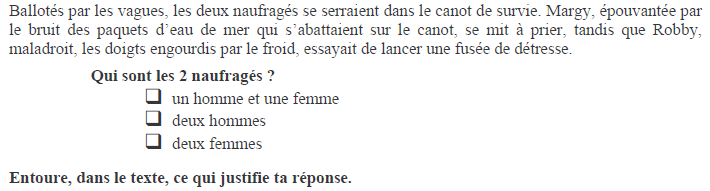 Ballotés par les vagues, les deux naufragés se serraient dans le canot de survie. Margy, épouvantée par
le bruit des paquets d’eau de mer qui s’abattaient sur le canot, se mit à prier, tandis que Robby,
maladroit, les doigts engourdis par le froid, essayait de lancer une fusée de détresse.
Qui sont les 2 naufragés ?
❑ un homme et une femme
❑ deux hommes
❑ deux femmes
Entoure, dans le texte, ce qui justifie ta réponse.